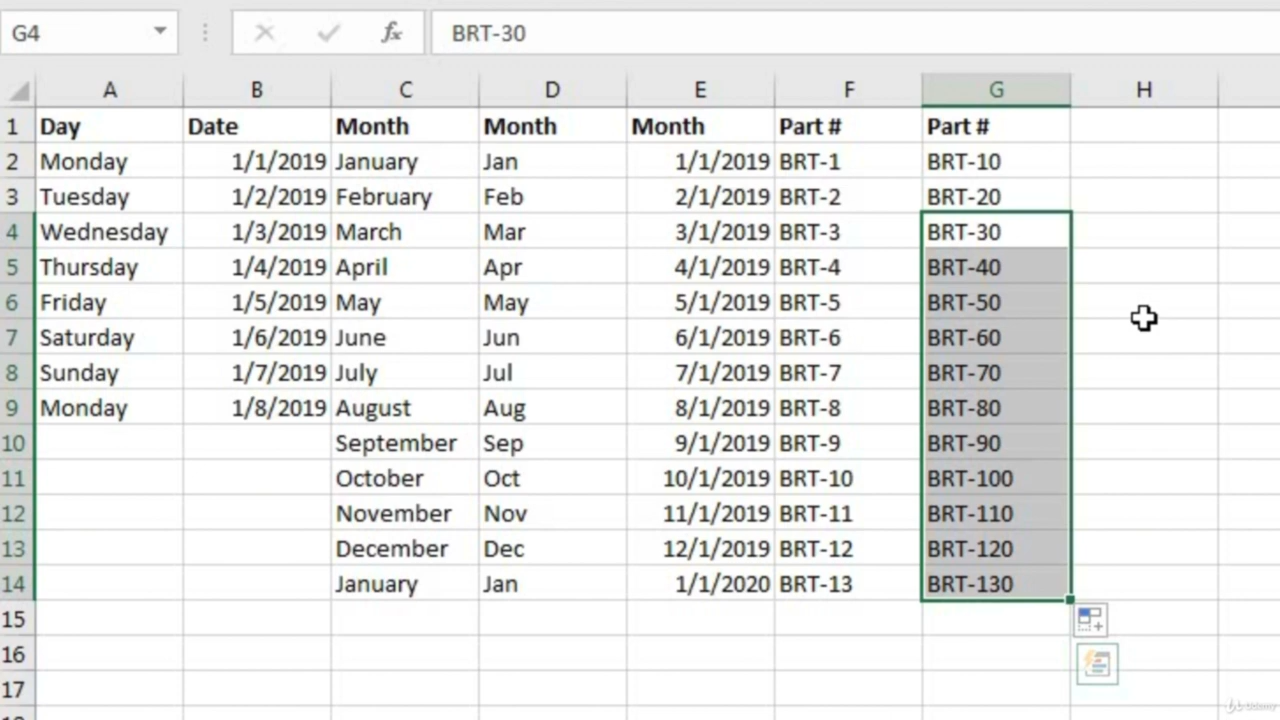 G4 fx BRT-30
A B C D E F G H
1 Day Date Month Month Month Part # Part #
2 Monday 1/1/2019 January Jan 1/1/2019 BRT-1 BRT-10
3 Tuesday 1/2/2019 February Feb 2/1/2019 BRT-2 BRT-20
4 Wednesday 1/3/2019 March Mar 3/1/2019 BRT-3 BRT-30
5 Thursday 1/4/2019 April Apr 4/1/2019 BRT-4 BRT-40
6 Friday 1/5/2019 May May 5/1/2019 BRT-5 BRT-50
7 Saturday 1/6/2019 June Jun 6/1/2019 BRT-6 BRT-60
8 Sunday 1/7/2019 July Jul 7/1/2019 BRT-7 BRT-70
9 Monday 1/8/2019 August Aug 8/1/2019 BRT-8 BRT-80
10 September Sep 9/1/2019 BRT-9 BRT-90
11 October Oct 10/1/2019 BRT-10 BRT-100
12 November Nov 11/1/2019 BRT-11 BRT-110
13 December Dec 12/1/2019 BRT-12 BRT-120
14 January Jan 1/1/2020 BRT-13 BRT-130
15
16
17
Udemy